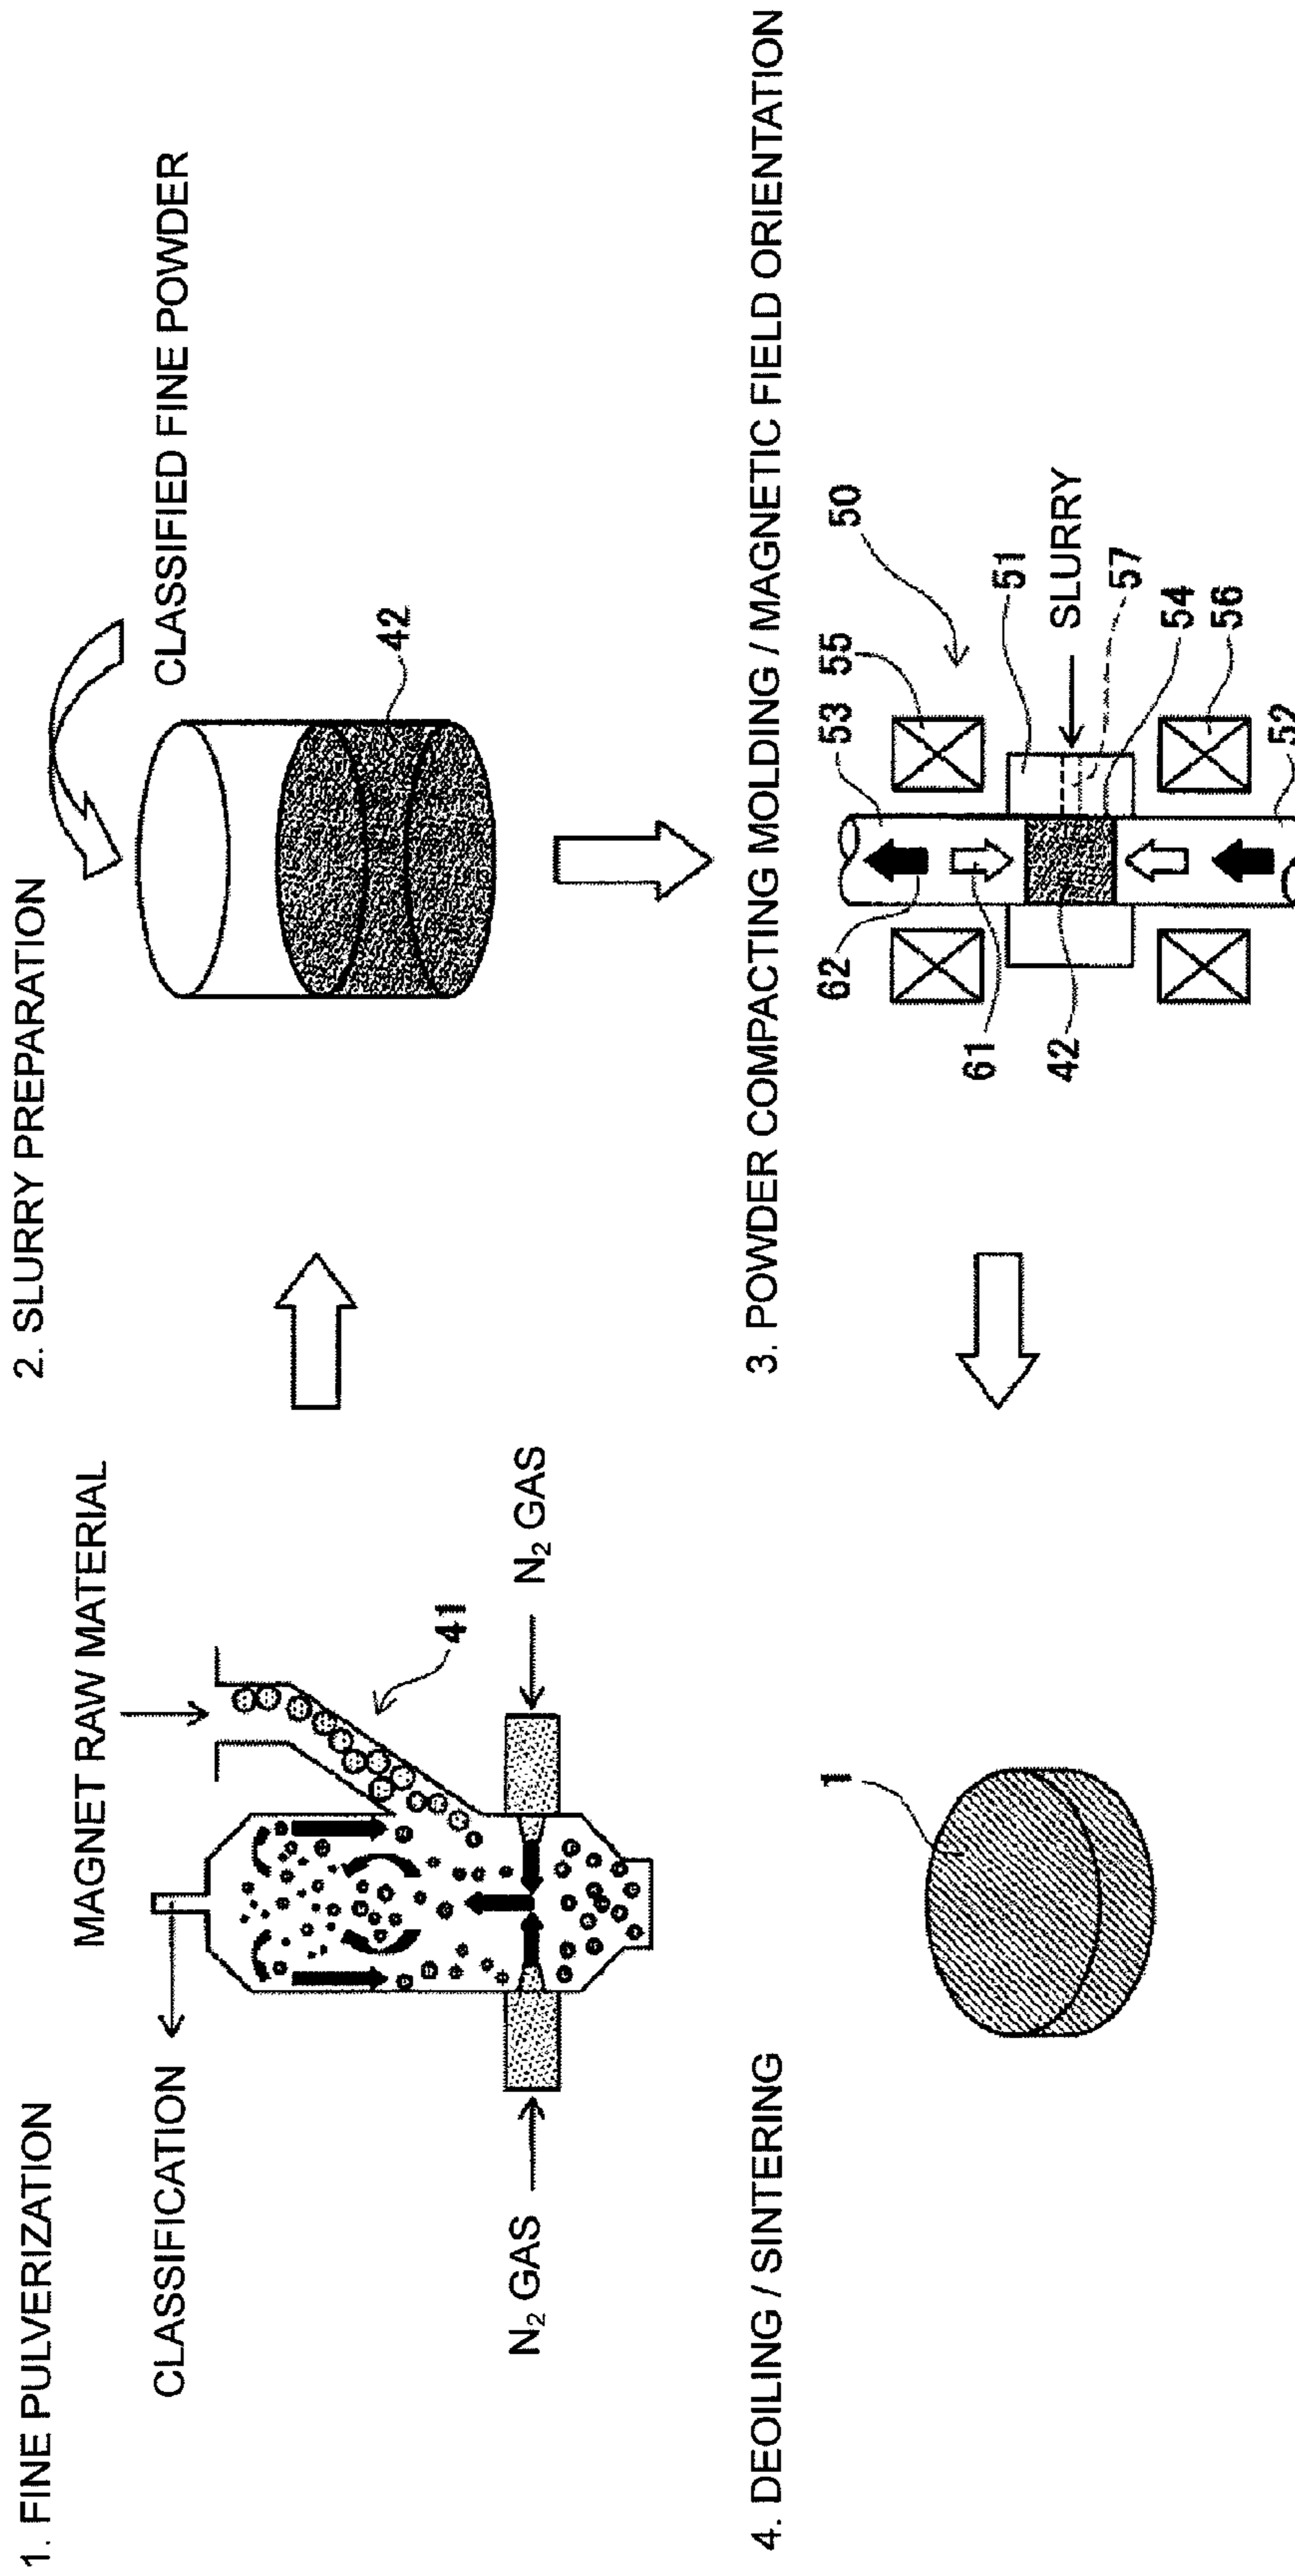 1. FINE PULVERIZATION
MAGNET RAW MATERIAL
CLASSIFICATION
41
N₂ GAS
N₂ GAS
2. SLURRY PREPARATION
CLASSIFIED FINE POWDER
42
3. POWDER COMPACTING MOLDING / MAGNETIC FIELD ORIENTATION
50
62
53
55
61
51
SLURRY
42
57
54
56
52
4. DEOILING / SINTERING
1